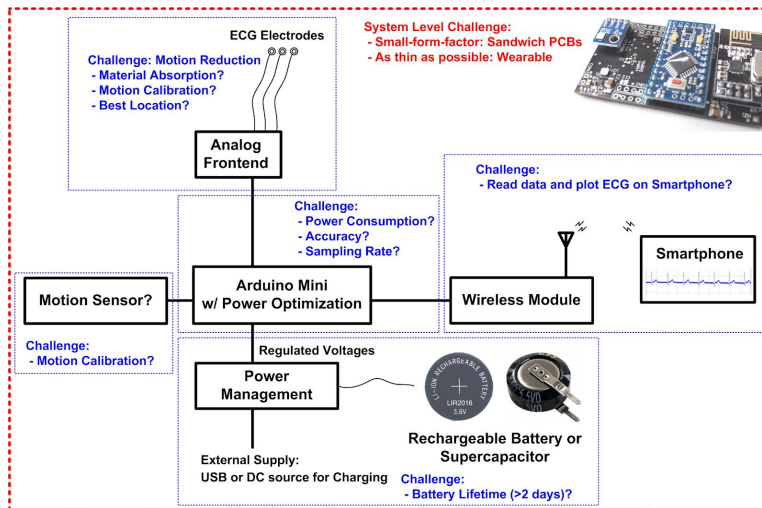 ECG Electrodes
Challenge: Motion Reduction
- Material Absorption?
- Motion Calibration?
- Best Location?
System Level Challenge:
- Small-form-factor: Sandwich PCBs
- As thin as possible: Wearable
Analog
Frontend
Challenge:
- Read data and plot ECG on Smartphone?
Challenge:
- Power Consumption?
- Accuracy?
- Sampling Rate?
Smartphone
Motion Sensor?
Arduino Mini
w/ Power Optimization
Wireless Module
Challenge:
- Motion Calibration?
Regulated Voltages
Power
Management
LI-ION RECHARGEABLE BATTERY
LIR2016
3.6V
Rechargeable Battery or
Supercapacitor
External Supply:
USB or DC source for Charging
Challenge:
- Battery Lifetime (>2 days)?